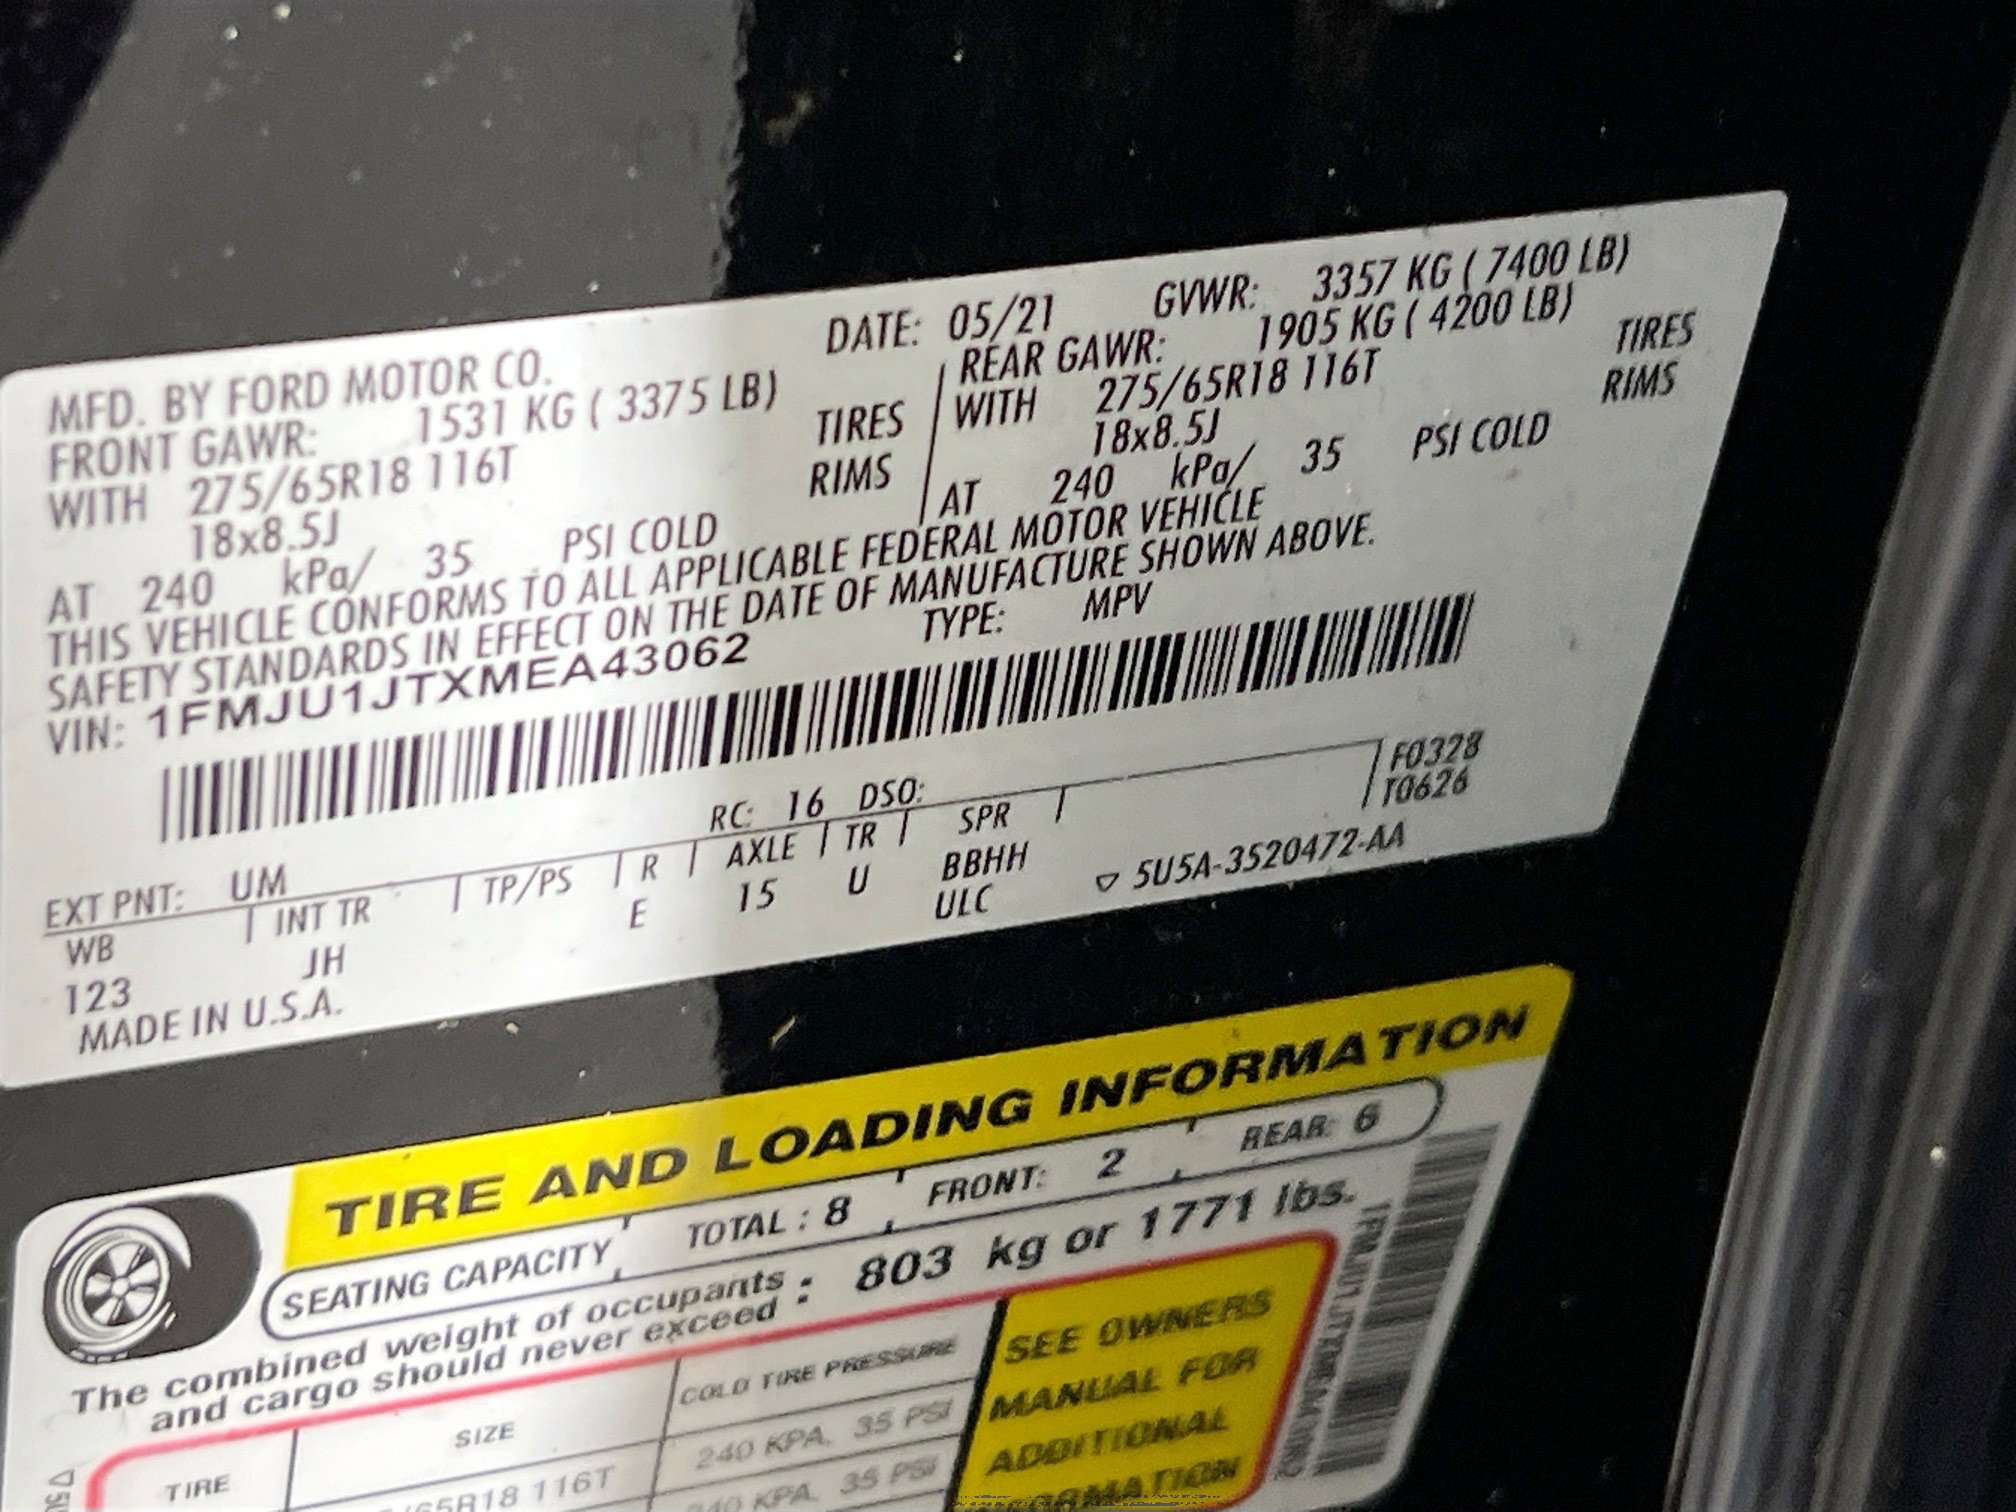 MFD. BY FORD MOTOR CO.
DATE: 05/21 GVWR: 3357 KG ( 7400 LB)
FRONT GAWR: 1531 KG ( 3375 LB)
REAR GAWR: 1905 KG ( 4200 LB)
WITH 275/65R18 116T TIRES
WITH 275/65R18 116T TIRES
18x8.5J RIMS
18x8.5J RIMS
AT 240 kPa/ 35 PSI COLD
AT 240 kPa/ 35 PSI COLD
THIS VEHICLE CONFORMS TO ALL APPLICABLE FEDERAL MOTOR VEHICLE
SAFETY STANDARDS IN EFFECT ON THE DATE OF MANUFACTURE SHOWN ABOVE.
VIN: 1FMJU1JTXMEA43062 TYPE: MPV
F0328
T0626
EXT PNT: UM RC: 16 DSO:
WB INT TR TP/PS R AXLE TR SPR
123 JH E 15 U BBHH
ULC
MADE IN U.S.A. 5U5A-3520472-AA
TIRE AND LOADING INFORMATION
SEATING CAPACITY TOTAL : 8 FRONT: 2 REAR: 6
The combined weight of occupants
and cargo should never exceed : 803 kg or 1771 lbs.
TIRE SIZE COLD TIRE PRESSURE
65R18 116T 240 KPA, 35 PSI
240 KPA, 35 PSI
SEE OWNERS
MANUAL FOR
ADDITIONAL
1FMJU1JTXMEA43062